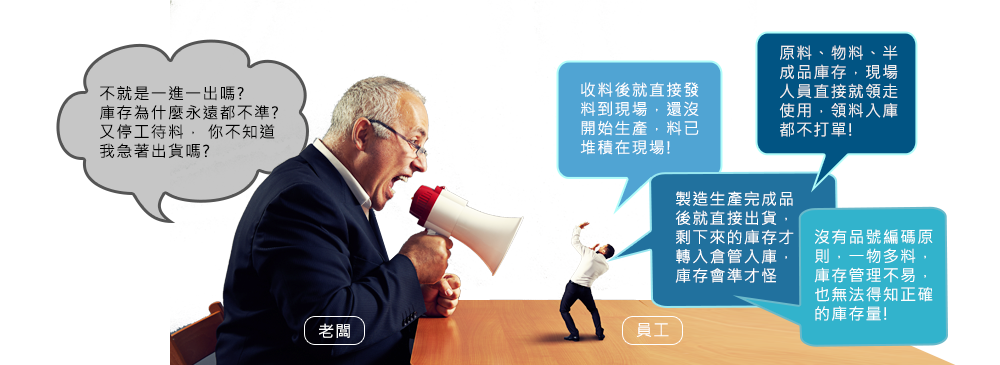 不就是一進一出嗎?
庫存為什麼永遠都不準?
又停工待料， 你不知道
我急著出貨嗎?
老闆
收料後就直接發
料到現場，還沒
開始生產，料已
堆積在現場!
原料、物料、半
成品庫存，現場
人員直接就領走
使用，領料入庫
都不打單!
製造生產完成品
後就直接出貨，
剩下來的庫存才
轉入倉管入庫，
庫存會準才怪
沒有品號編碼原
則，一物多料，
庫存管理不易，
也無法得知正確
的庫存量!
員工